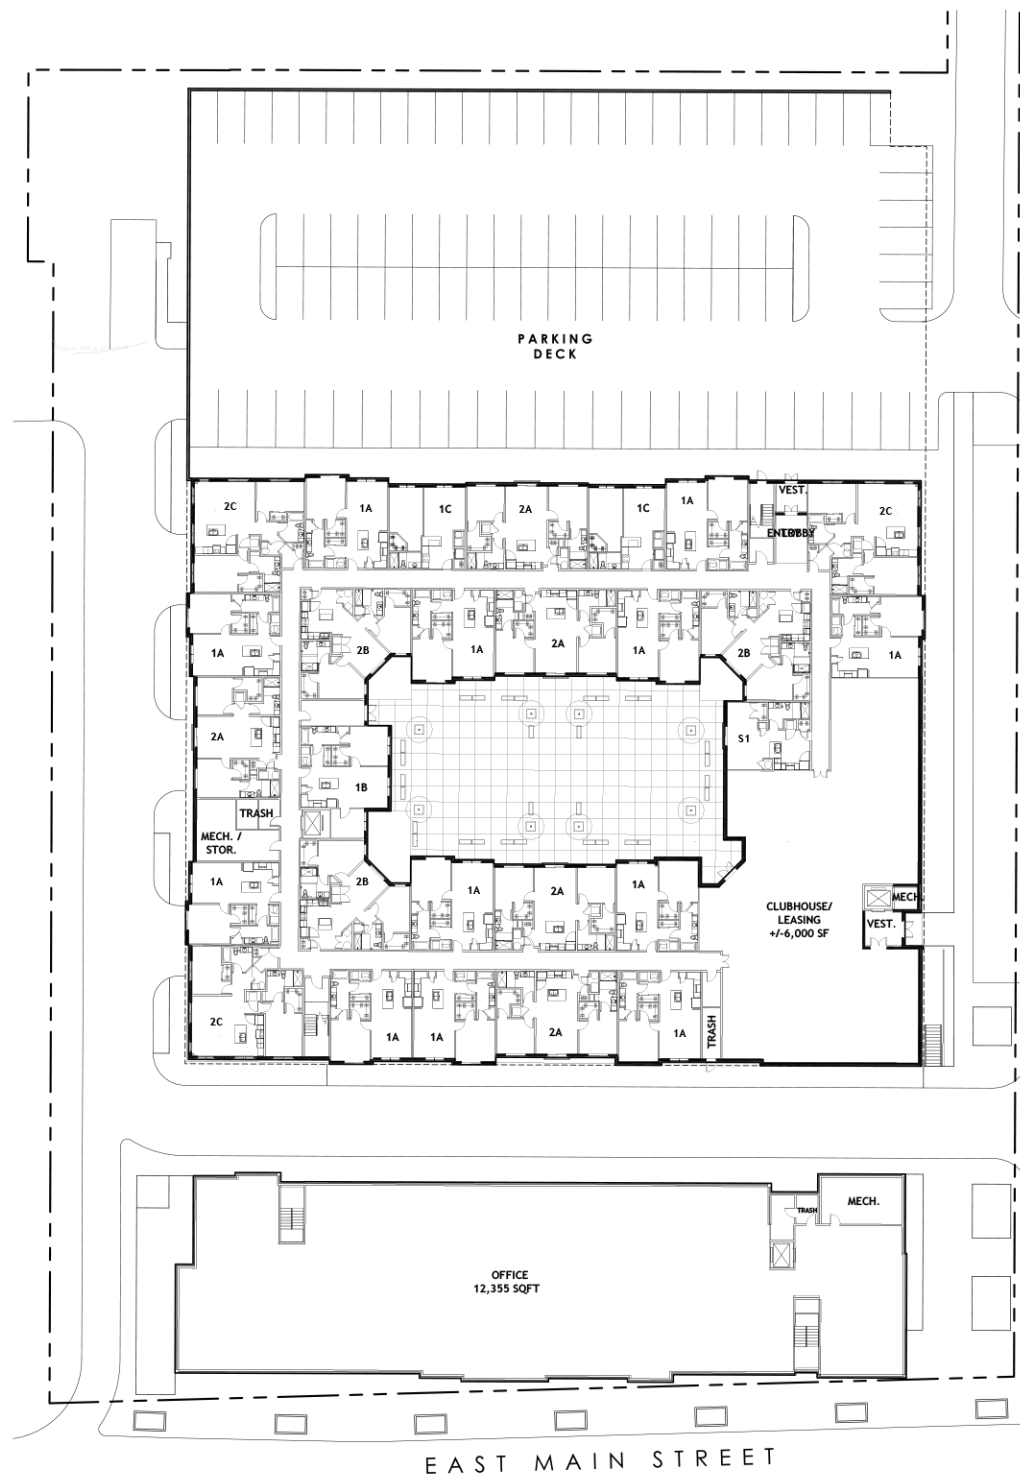 PARKING
DECK
2C
1A
1C
2A
1C
1A
VEST.
ENTRY
LOBBY
2C
1A
2B
1A
2A
1A
2B
1A
2A
S1
1B
TRASH
MECH. /
STOR.
1A
2B
1A
2A
1A
CLUBHOUSE/
LEASING
+/-6,000 SF
MECH.
VEST.
2C
1A
1A
2A
1A
TRASH
MECH.
TRASH
OFFICE
12,355 SQFT
EAST MAIN STREET